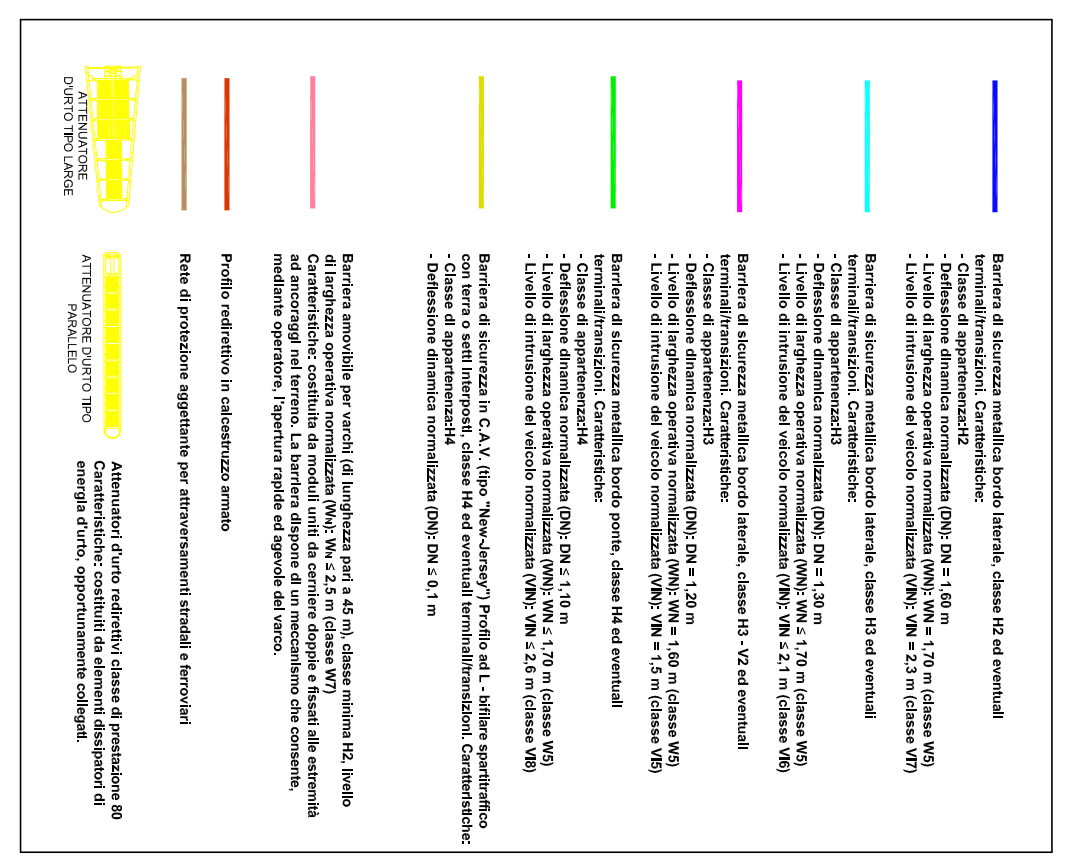 Barriera di sicurezza metallica bordo laterale, classe H2 ed eventuali
terminali/transizioni. Caratteristiche:
- Classe di appartenenza:H2
- Deflessione dinamica normalizzata (DN): DN = 1,60 m
- Livello di larghezza operativa normalizzata (WN): WN = 1,70 m (classe W5)
- Livello di intrusione del veicolo normalizzata (VIN): VIN = 2,3 m (classe VI7)
Barriera di sicurezza metallica bordo laterale, classe H3 ed eventuali
terminali/transizioni. Caratteristiche:
- Classe di appartenenza:H3
- Deflessione dinamica normalizzata (DN): DN = 1,30 m
- Livello di larghezza operativa normalizzata (WN): WN ≤ 1,70 m (classe W5)
- Livello di intrusione del veicolo normalizzata (VIN): VIN ≤ 2,1 m (classe VI6)
Barriera di sicurezza metallica bordo laterale, classe H3 - V2 ed eventuali
terminali/transizioni. Caratteristiche:
- Classe di appartenenza:H3
- Deflessione dinamica normalizzata (DN): DN = 1,20 m
- Livello di larghezza operativa normalizzata (WN): WN = 1,60 m (classe W5)
- Livello di intrusione del veicolo normalizzata (VIN): VIN = 1,5 m (classe VI5)
Barriera di sicurezza metallica bordo ponte, classe H4 ed eventuali
terminali/transizioni. Caratteristiche:
- Classe di appartenenza:H4
- Deflessione dinamica normalizzata (DN): DN ≤ 1,10 m
- Livello di larghezza operativa normalizzata (WN): WN ≤ 1,70 m (classe W5)
- Livello di intrusione del veicolo normalizzata (VIN): VIN ≤ 2,6 m (classe VI8)
Barriera di sicurezza in C.A.V. (tipo "New-Jersey") Profilo ad L - bifilare spartitraffico
con terra o setti interposti, classe H4 ed eventuali terminali/transizioni. Caratteristiche:
- Classe di appartenenza:H4
- Deflessione dinamica normalizzata (DN): DN ≤ 0,1 m
Barriera amovibile per varchi (di lunghezza pari a 45 m), classe minima H2, livello
di larghezza operativa normalizzata (WN): WN ≤ 2,5 m (classe W7)
Caratteristiche: costituita da moduli uniti da cerniere doppie e fissati alle estremità
ad ancoraggi nel terreno. La barriera dispone di un meccanismo che consente,
mediante operatore, l'apertura rapide ed agevole del varco.
Profilo redirettivo in calcestruzzo armato
Rete di protezione aggettante per attraversamenti stradali e ferroviari
ATTENUATORE
D'URTO TIPO LARGE
ATTENUATORE D'URTO TIPO
PARALLELO
Attenuatori d'urto redirettivi classe di prestazione 80
Caratteristiche: costituiti da elementi dissipatori di
energia d'urto, opportunamente collegati.